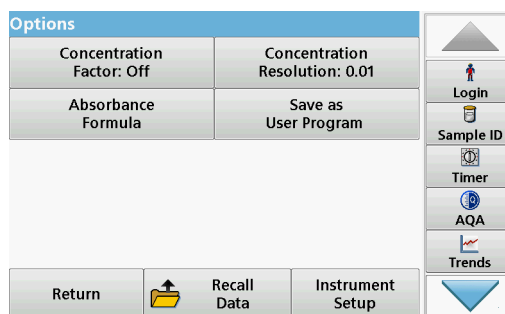 Options
Concentration
Factor: Off
Concentration
Resolution: 0.01
Absorbance
Formula
Save as
User Program
Login
Sample ID
Timer
AQA
Trends
Return
Recall
Data
Instrument
Setup